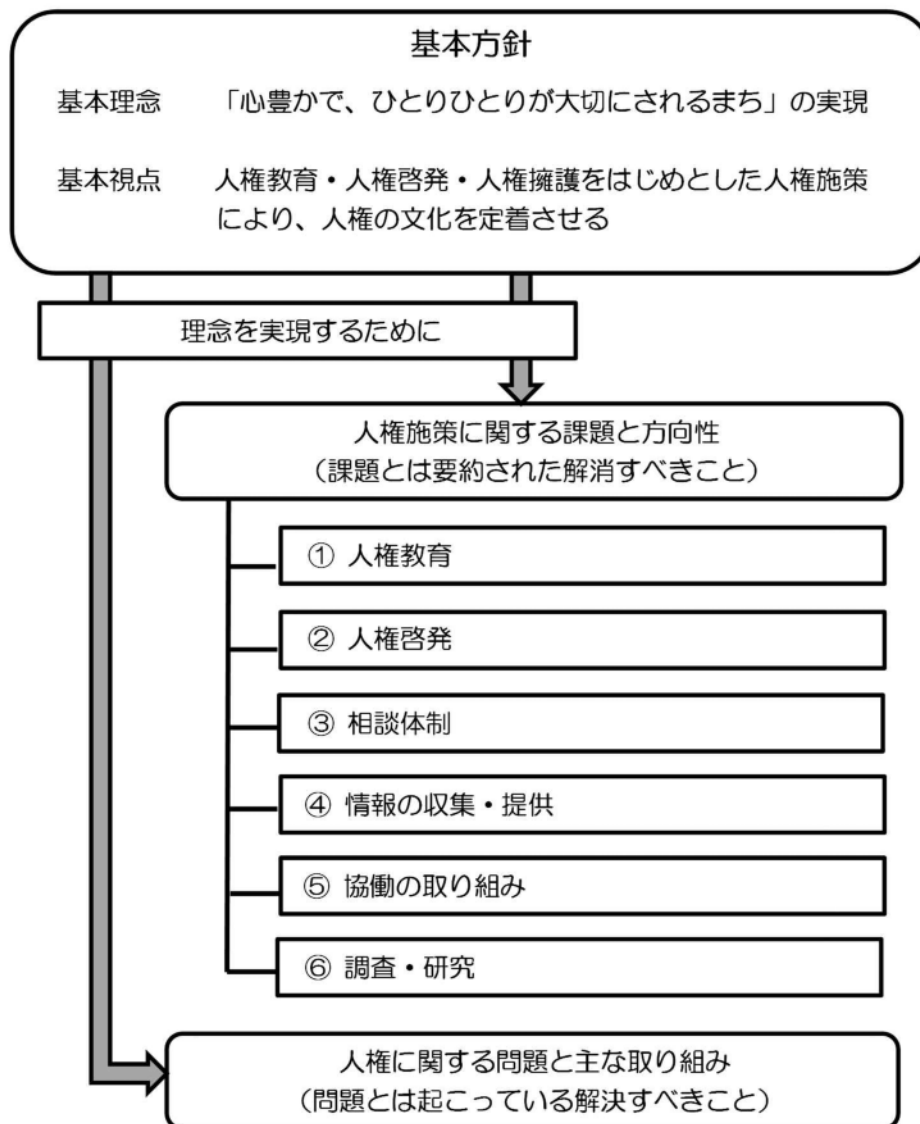 基本方針
基本理念 「心豊かで、ひとりひとりが大切にされるまち」の実現
基本視点 人権教育・人権啓発・人権擁護をはじめとした人権施策
により、人権の文化を定着させる
理念を実現するために
人権施策に関する課題と方向性
（課題とは要約された解消すべきこと）
① 人権教育
② 人権啓発
③ 相談体制
④ 情報の収集・提供
⑤ 協働の取り組み
⑥ 調査・研究
人権に関する問題と主な取り組み
（問題とは起こっている解決すべきこと）